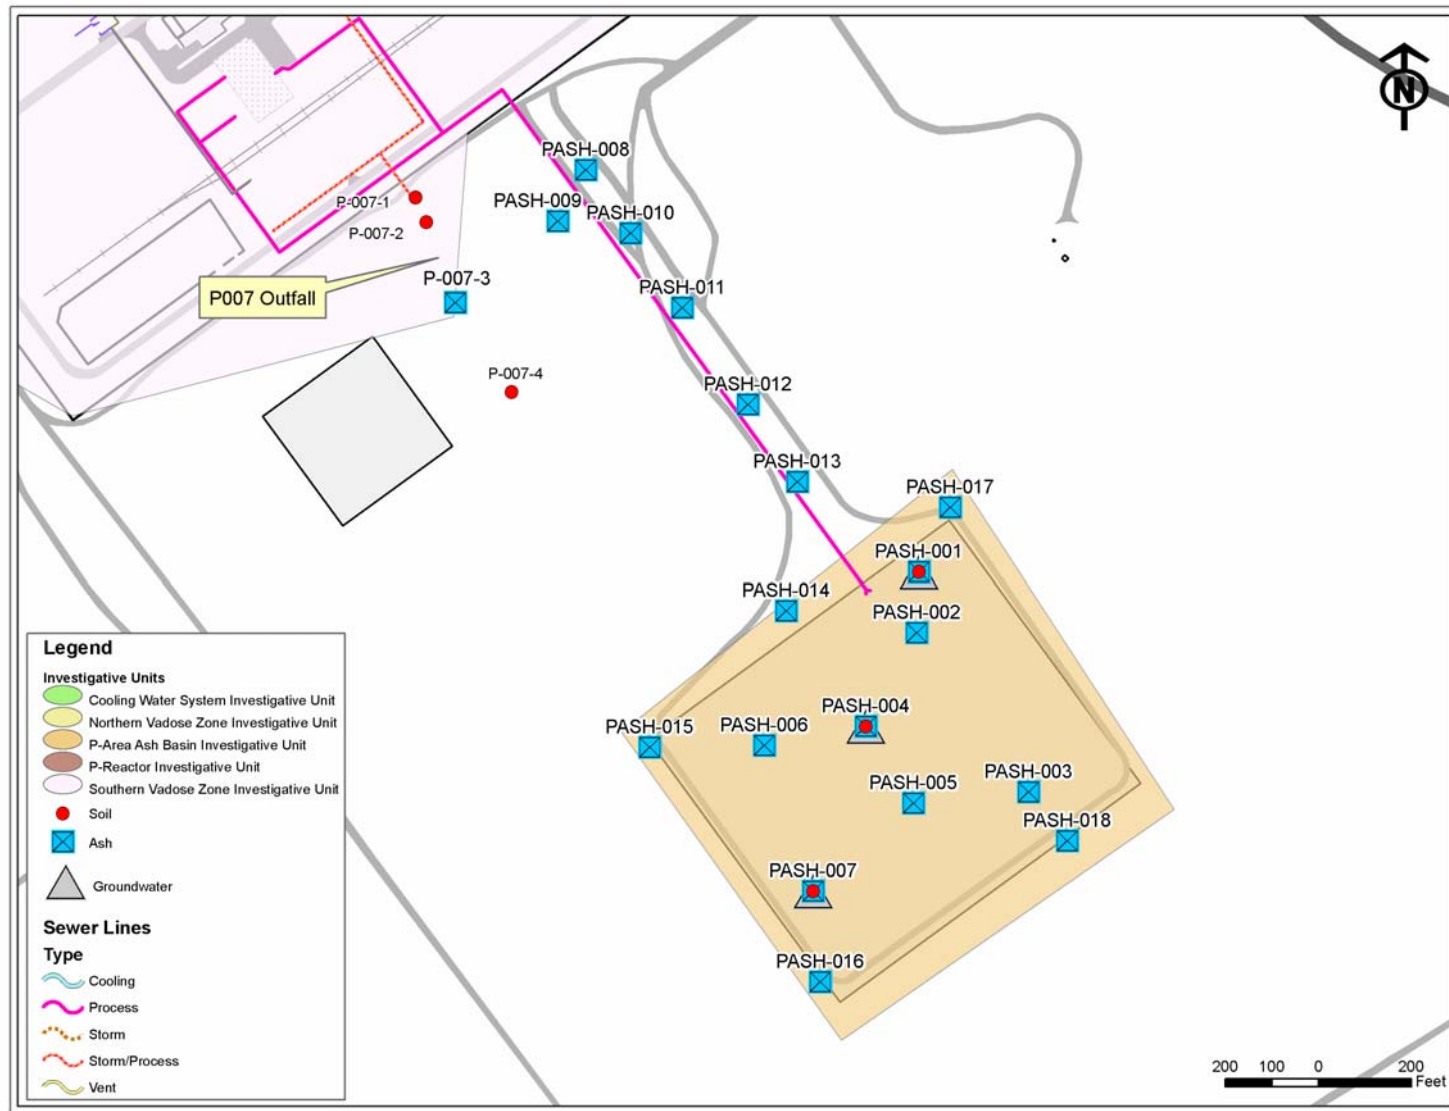 N
PASH-008
P-007-1
PASH-009
PASH-010
P-007-2
P-007-3
PASH-011
P007 Outfall
P-007-4
PASH-012
PASH-013
PASH-017
PASH-001
PASH-014
PASH-002
PASH-004
PASH-015
PASH-006
PASH-003
PASH-005
PASH-018
PASH-007
PASH-016
Legend
Investigative Units
Cooling Water System Investigative Unit
Northern Vadose Zone Investigative Unit
P-Area Ash Basin Investigative Unit
P-Reactor Investigative Unit
Southern Vadose Zone Investigative Unit
Soil
Ash
Groundwater
Sewer Lines
Type
Cooling
Process
Storm
Storm/Process
Vent
200 100 0 200
Feet